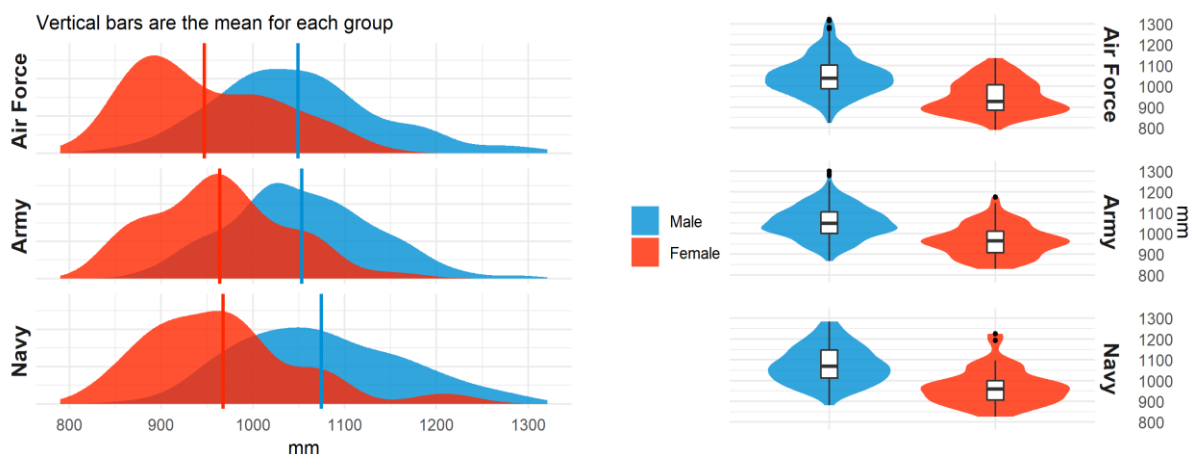 Vertical bars are the mean for each group
Air Force
Army
Navy
800 900 1000 1100 1200 1300
mm
Male
Female
Air Force
1300
1200
1100
1000
900
800
Army
1300
1200
1100
1000
900
800
mm
Navy
1300
1200
1100
1000
900
800